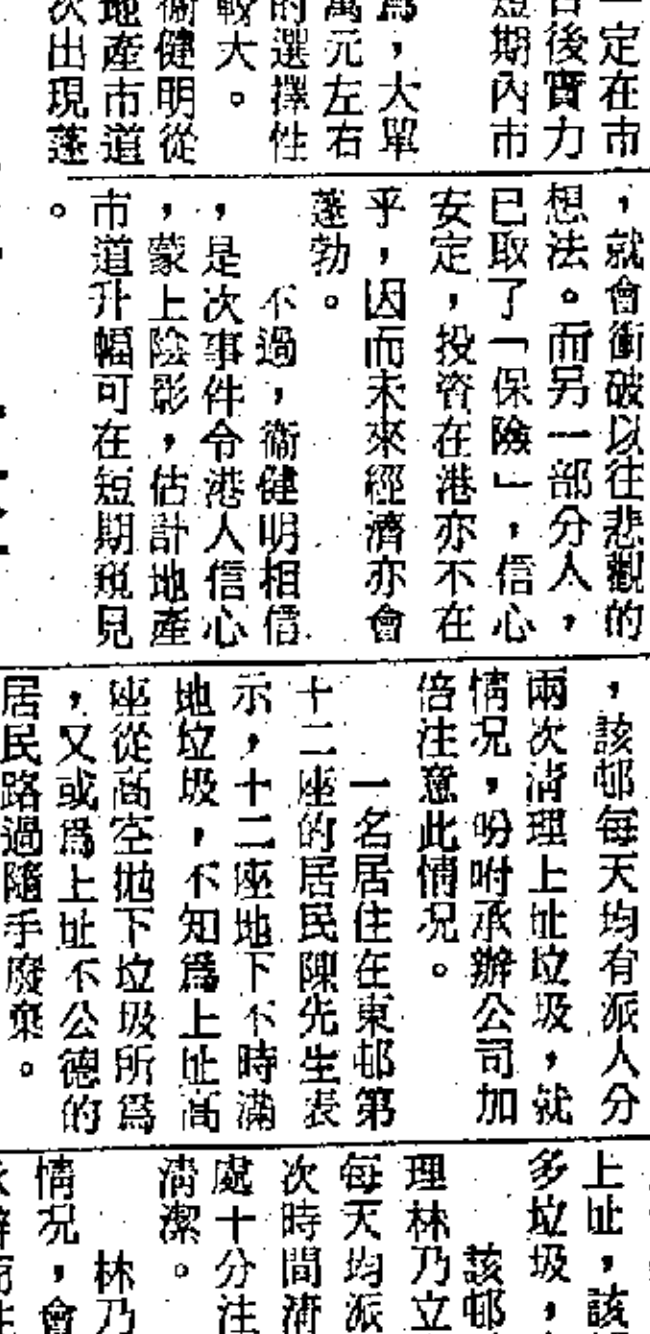 一定在市
後實力
短期內市
，大單
萬元左右
的選擇性
較大。
衞健明從
地產市道
次出現蓬
，就會衝破以往悲觀的
想法。而另一部分人，
已取了「保險」，信心
安定，投資在港亦不在
乎，因而未來經濟亦會
蓬勃。
不過，衞健明相信
，是次事件令港人信心
，蒙上陰影，估計地產
市道升幅可在短期現見
。
，該邨每天均有派人分
兩次清理上址垃圾，就
情況，吩咐承辦公司加
倍注意此情況。
一名居住在東邨第
十二座的居民陳先生表
示，十二座地下不時滿
地垃圾，不知爲上址高
座從高空拋下垃圾所爲
，又或爲上址不公德的
居民路過隨手廢棄。
上址，該
多垃圾，
該邨
理林乃立
每天均派
次時間清
處十分注
清潔。
林乃
情況，會